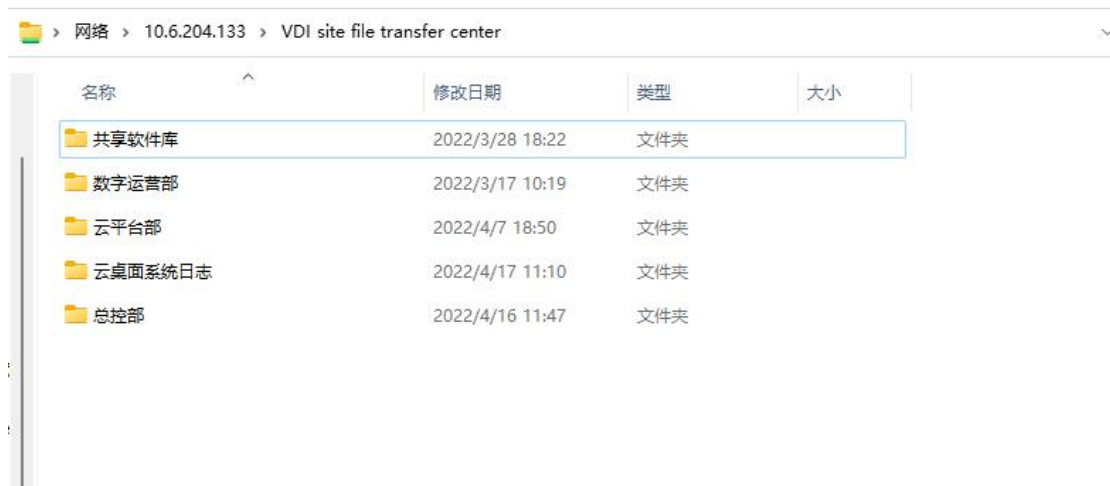 网络 > 10.6.204.133 > VDI site file transfer center
名称 修改日期 类型 大小
共享软件库 2022/3/28 18:22 文件夹
数字运营部 2022/3/17 10:19 文件夹
云平台部 2022/4/7 18:50 文件夹
云桌面系统日志 2022/4/17 11:10 文件夹
总控部 2022/4/16 11:47 文件夹